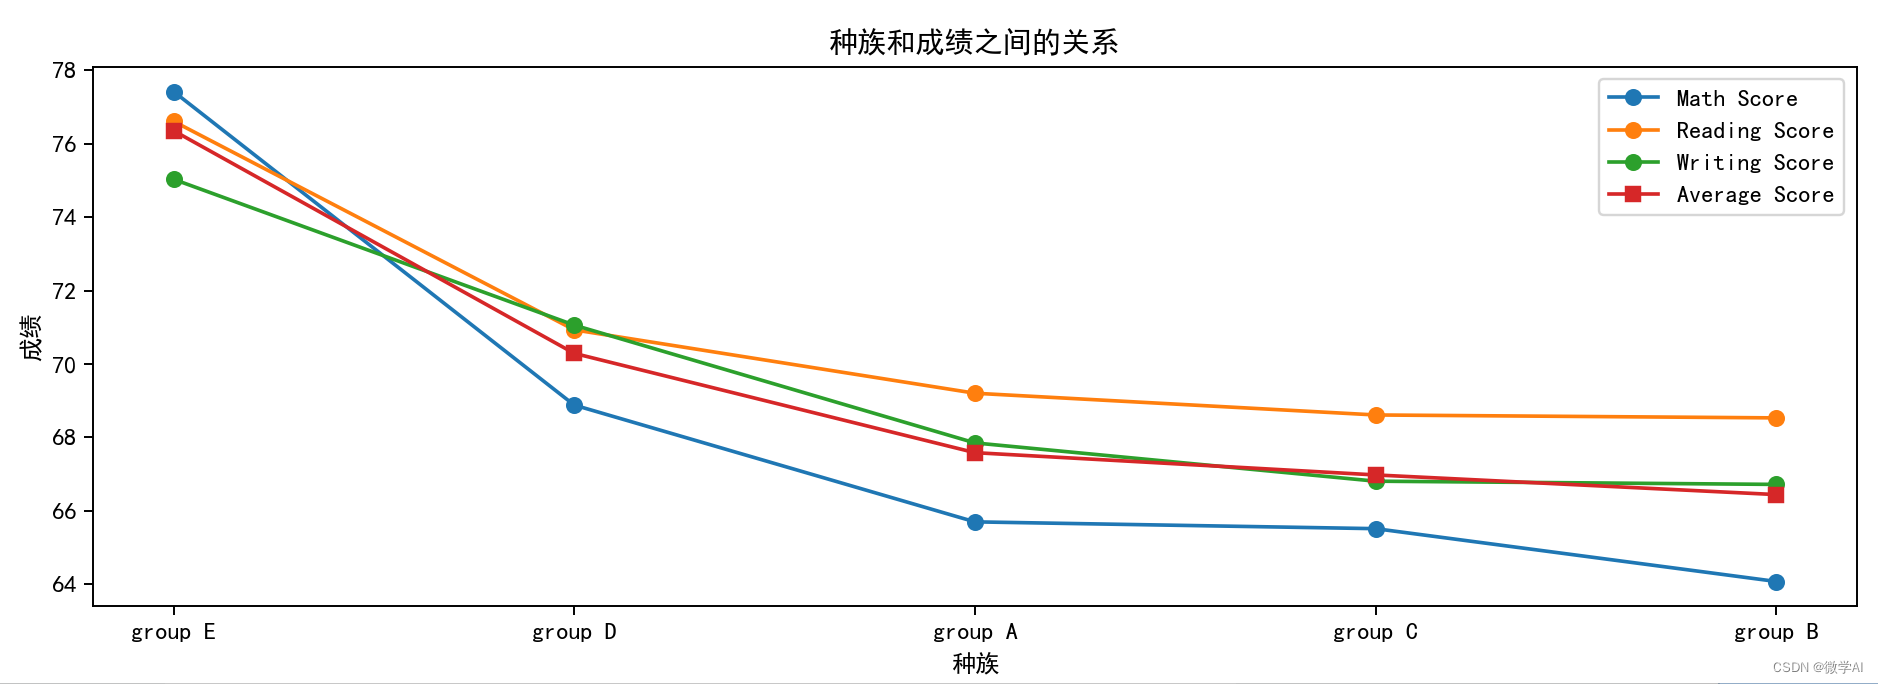 种族和成绩之间的关系
78
76
74
72
70
68
66
64
成绩
Math Score
Reading Score
Writing Score
Average Score
group E
group D
group A
group C
group B
种族
CSDN @微学AI